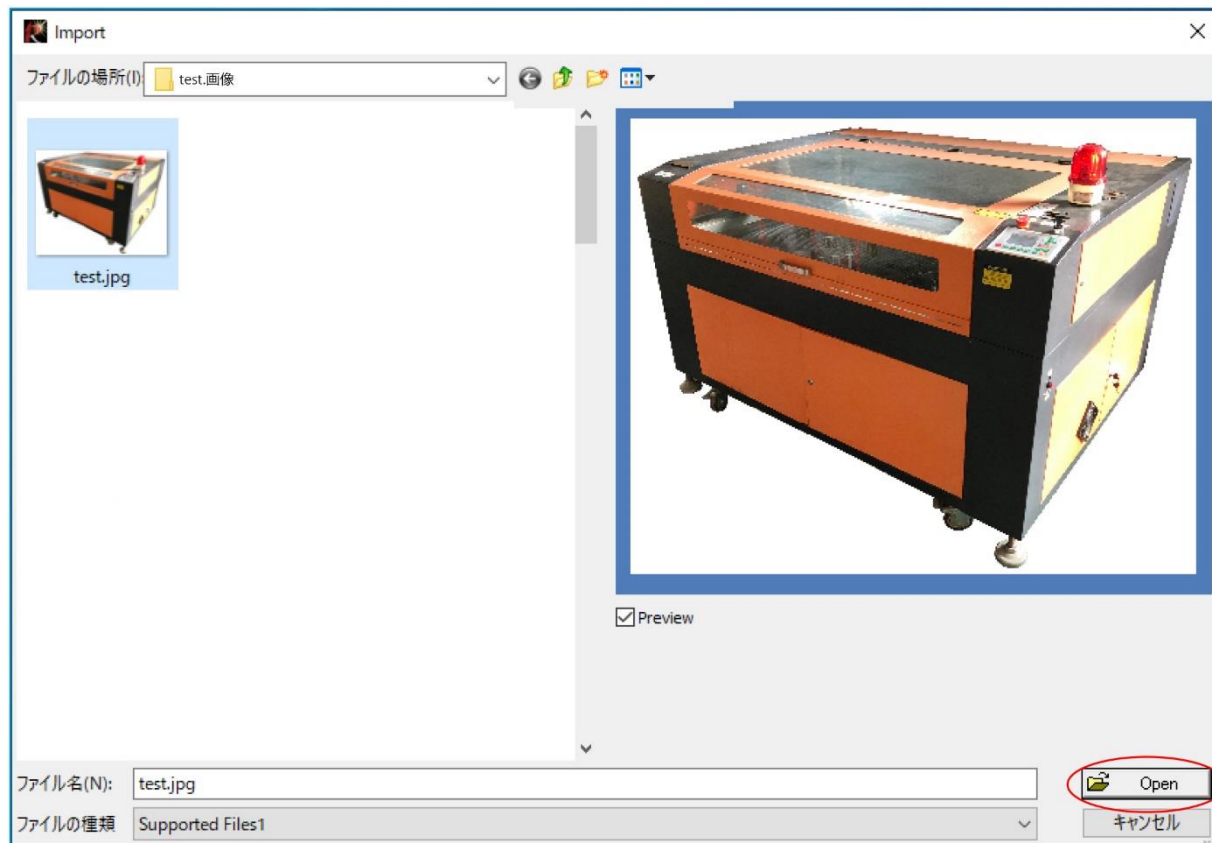 Import
ファイルの場所(I):
test.画像
test.jpg
Preview
ファイル名(N):
test.jpg
Open
ファイルの種類
Supported Files1
キャンセル